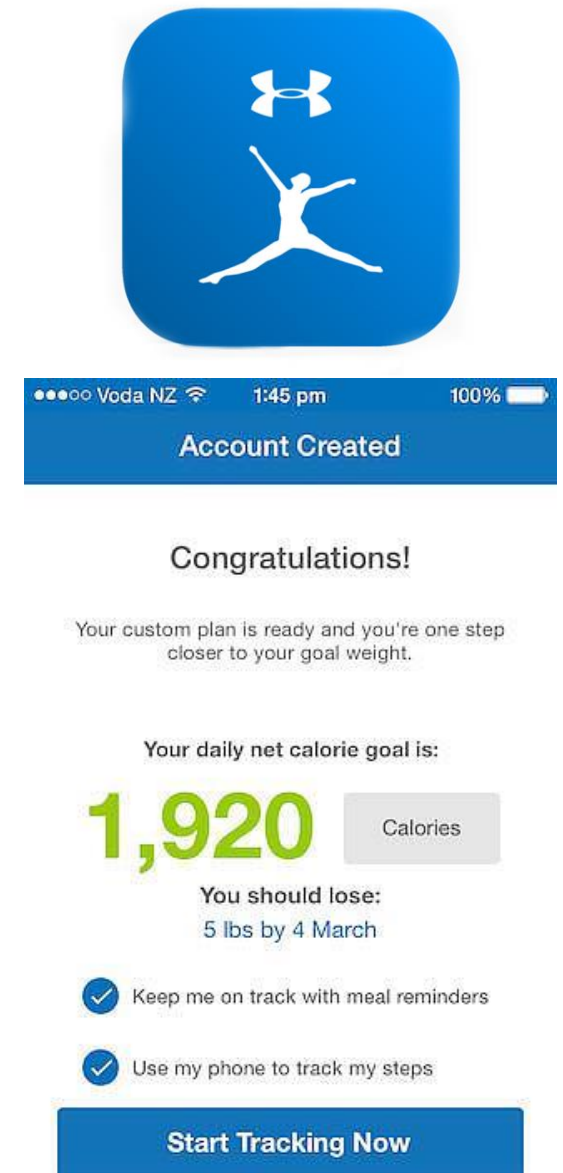 Voda NZ 1:45 pm 100%
Account Created
Congratulations!
Your custom plan is ready and you're one step
closer to your goal weight.
Your daily net calorie goal is:
1,920 Calories
You should lose:
5 lbs by 4 March
Keep me on track with meal reminders
Use my phone to track my steps
Start Tracking Now